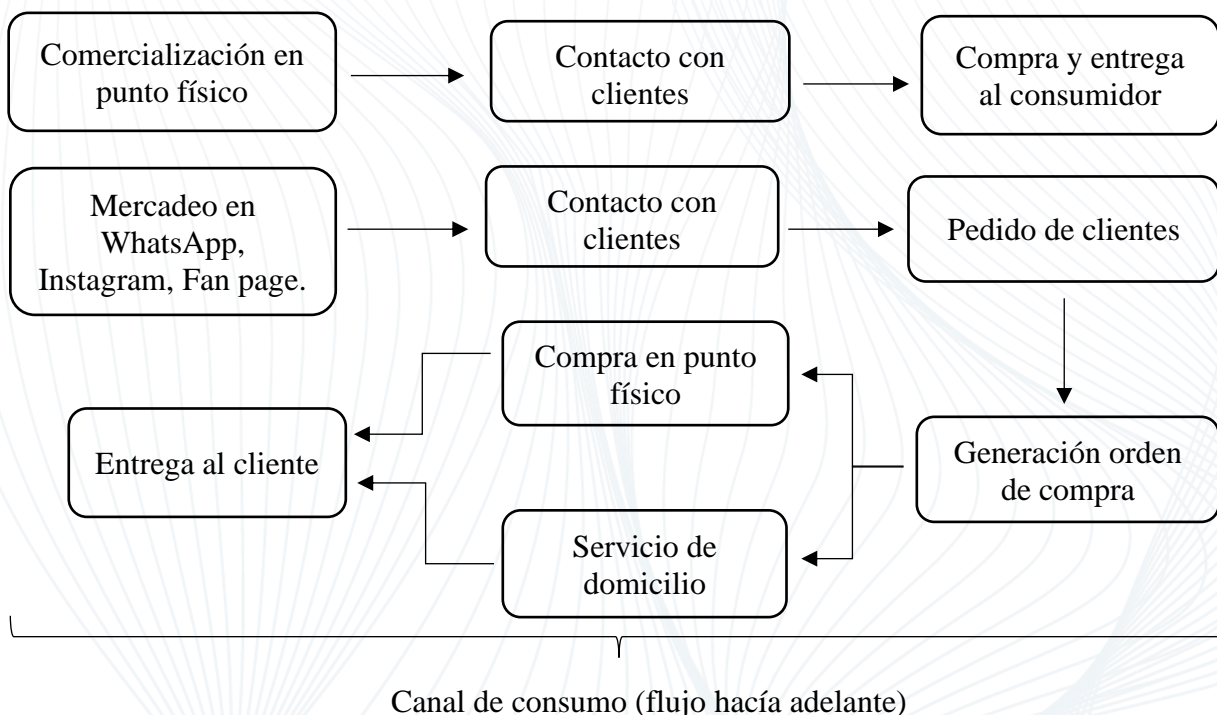 Comercialización en
punto físico
Contacto con
clientes
Compra y entrega
al consumidor
Mercadeo en
WhatsApp,
Instagram, Fan page.
Contacto con
clientes
Pedido de clientes
Compra en punto
físico
Entrega al cliente
Generación orden
de compra
Servicio de
domicilio
Canal de consumo (flujo hacía adelante)